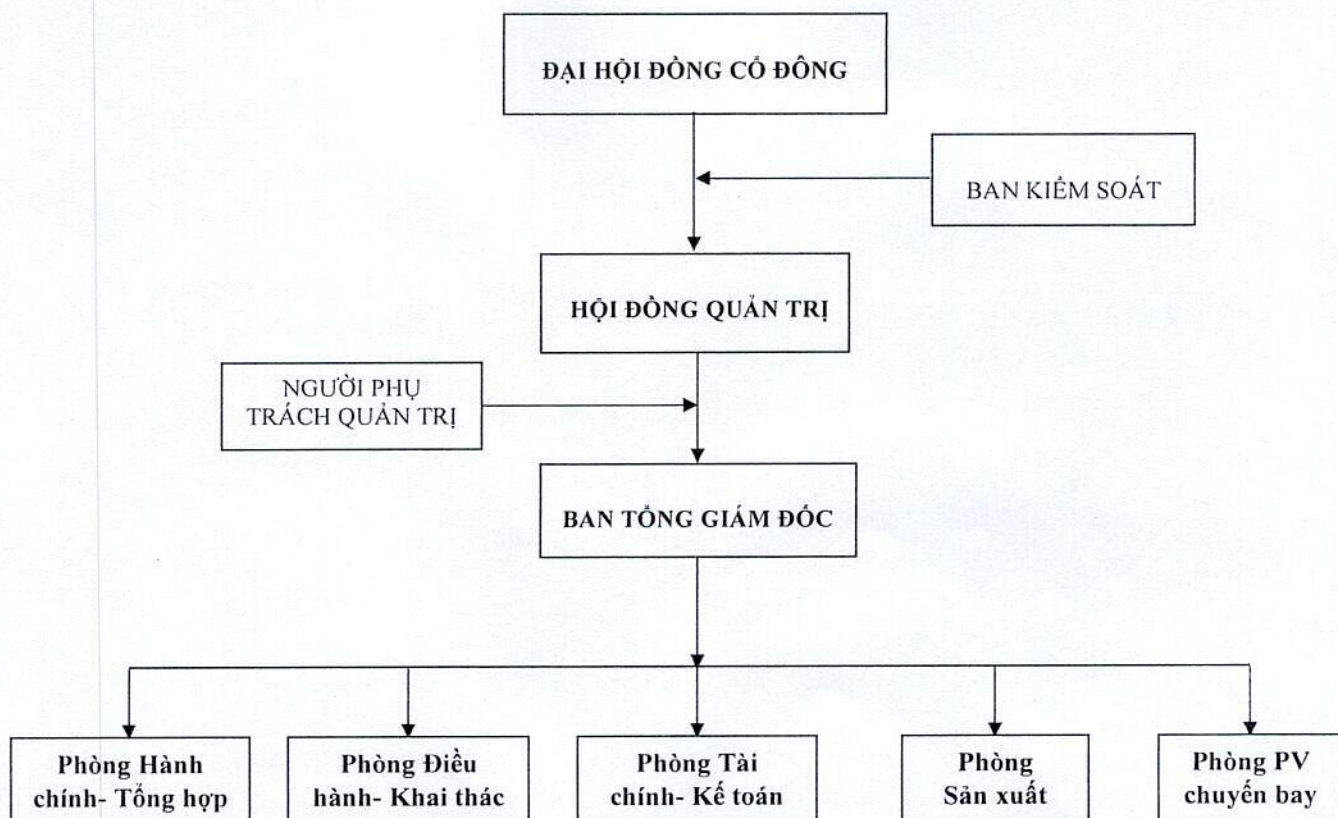 ĐẠI HỘI ĐỒNG CỔ ĐÔNG
BAN KIỂM SOÁT
HỘI ĐỒNG QUẢN TRỊ
NGƯỜI PHỤ
TRÁCH QUẢN TRỊ
BAN TỔNG GIÁM ĐỐC
Phòng Hành
chính- Tổng hợp
Phòng Điều
hành- Khai thác
Phòng Tài
chính- Kế toán
Phòng
Sản xuất
Phòng PV
chuyến bay